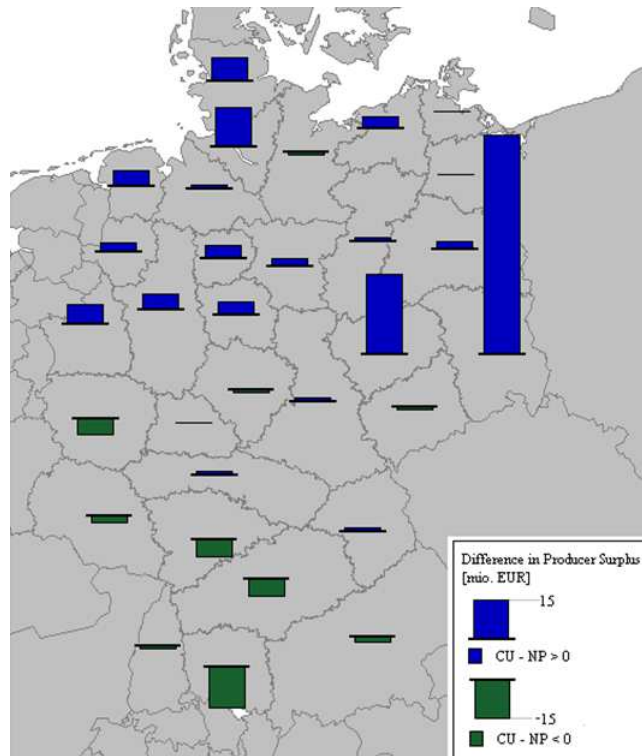 Difference in Producer Surplus
[mio. EUR]
15
CU - NP > 0
-15
CU - NP < 0